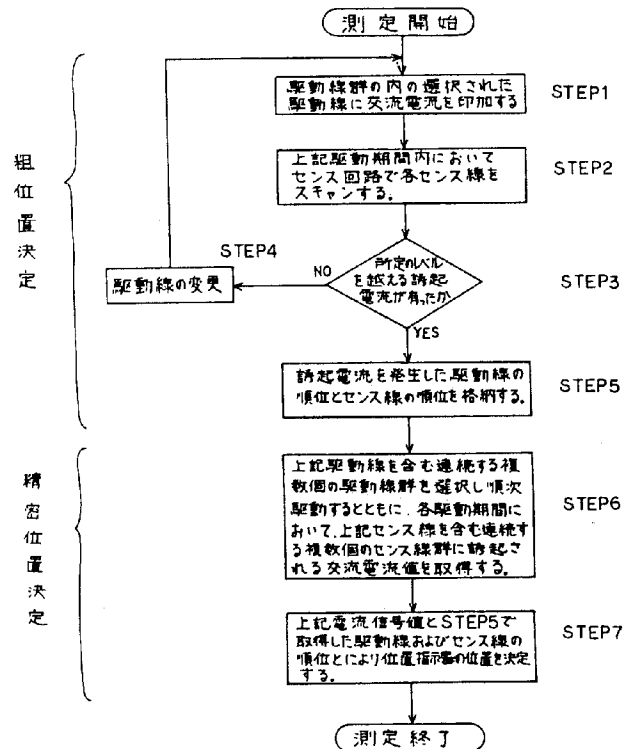 測定開始
駆動線群の内の選択された
駆動線に交流電流を印加する
STEP1
上記駆動期間内において
センス回路で各センス線を
スキャンする。
STEP2
所定のレベル
を越える誘起
電流が有ったか
STEP3
NO
YES
STEP4
駆動線の変更
誘起電流を発生した駆動線の
順位とセンス線の順位を格納する。
STEP5
粗位置決定
上記駆動線を含む連続する複
数個の駆動線群を選択し順次
駆動するとともに、各駆動期間に
おいて、上記センス線を含む連続す
る複数個のセンス線群に誘起さ
れる交流電流値を取得する。
STEP6
上記電流信号値とSTEP5で
取得した駆動線およびセンス線の
順位とにより位置指示器の位置を決定
する。
STEP7
精密位置決定
測定終了